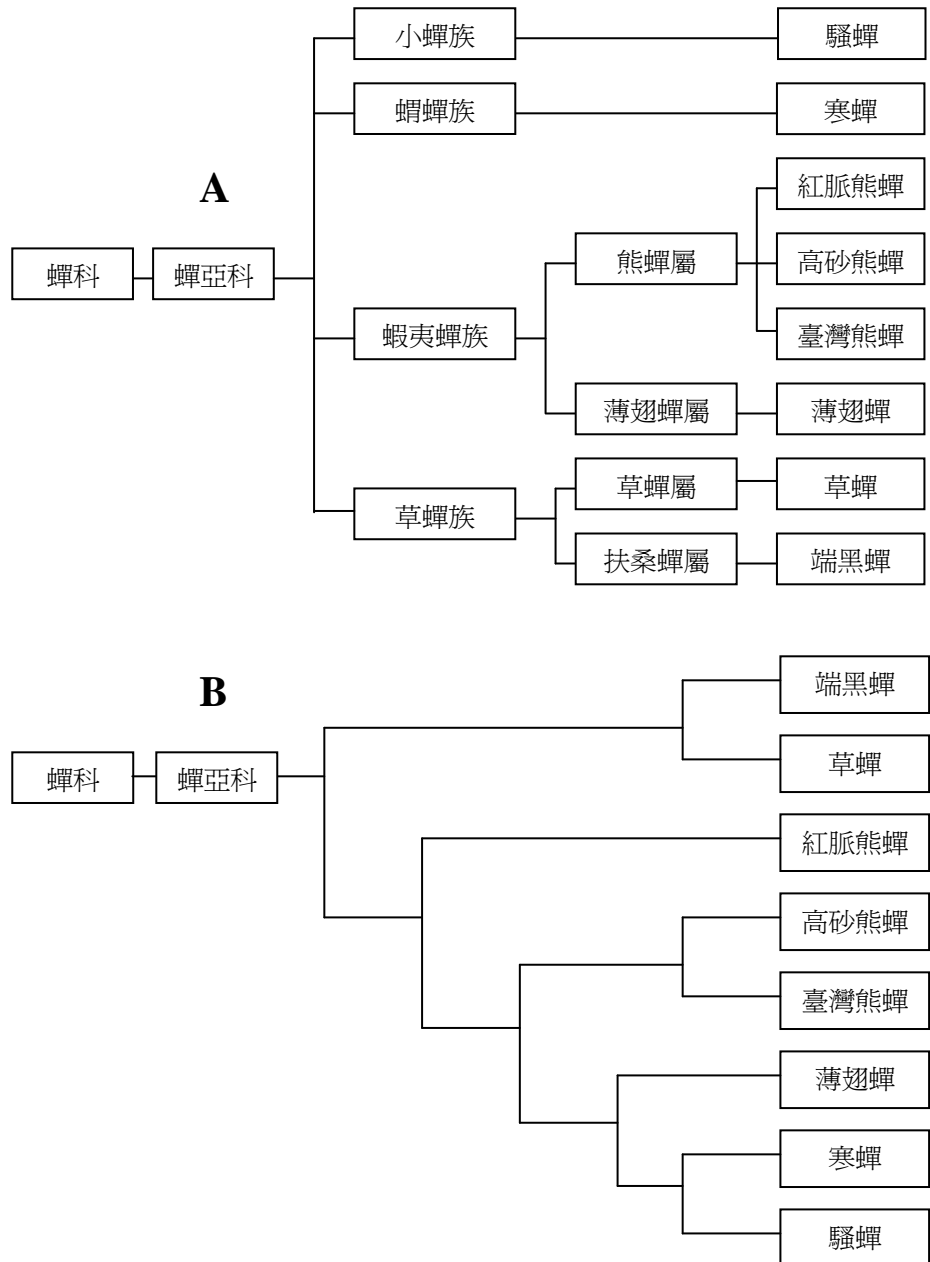 小蟬族
騷蟬
蜩蟬族
寒蟬
A
紅脈熊蟬
蟬科
蟬亞科
熊蟬屬
高砂熊蟬
蝦夷蟬族
臺灣熊蟬
薄翅蟬屬
薄翅蟬
草蟬族
草蟬屬
草蟬
扶桑蟬屬
端黑蟬
B
端黑蟬
蟬科
蟬亞科
草蟬
紅脈熊蟬
高砂熊蟬
臺灣熊蟬
薄翅蟬
寒蟬
騷蟬